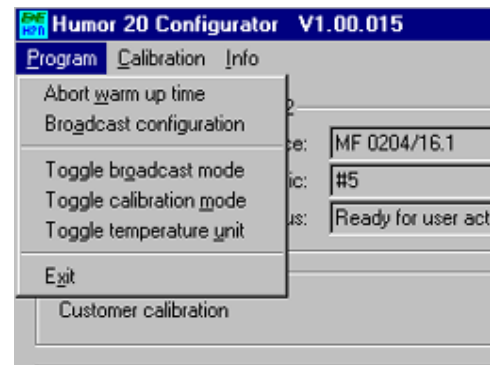 Humor 20 Configurator V1.00.015
Program Calibration Info
Abort warm up time
Broadcast configuration
MF 0204/16.1
Toggle broadcast mode
#5
Toggle calibration mode
Ready for user
Toggle temperature unit
Exit
Customer calibration